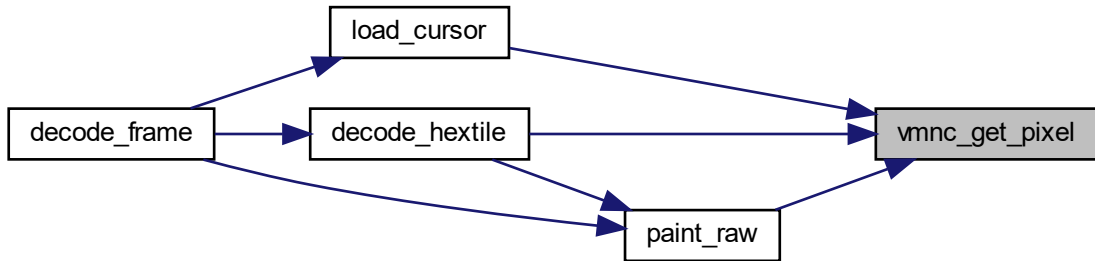 load_cursor
decode_frame
decode_hextile
vmnc_get_pixel
paint_raw